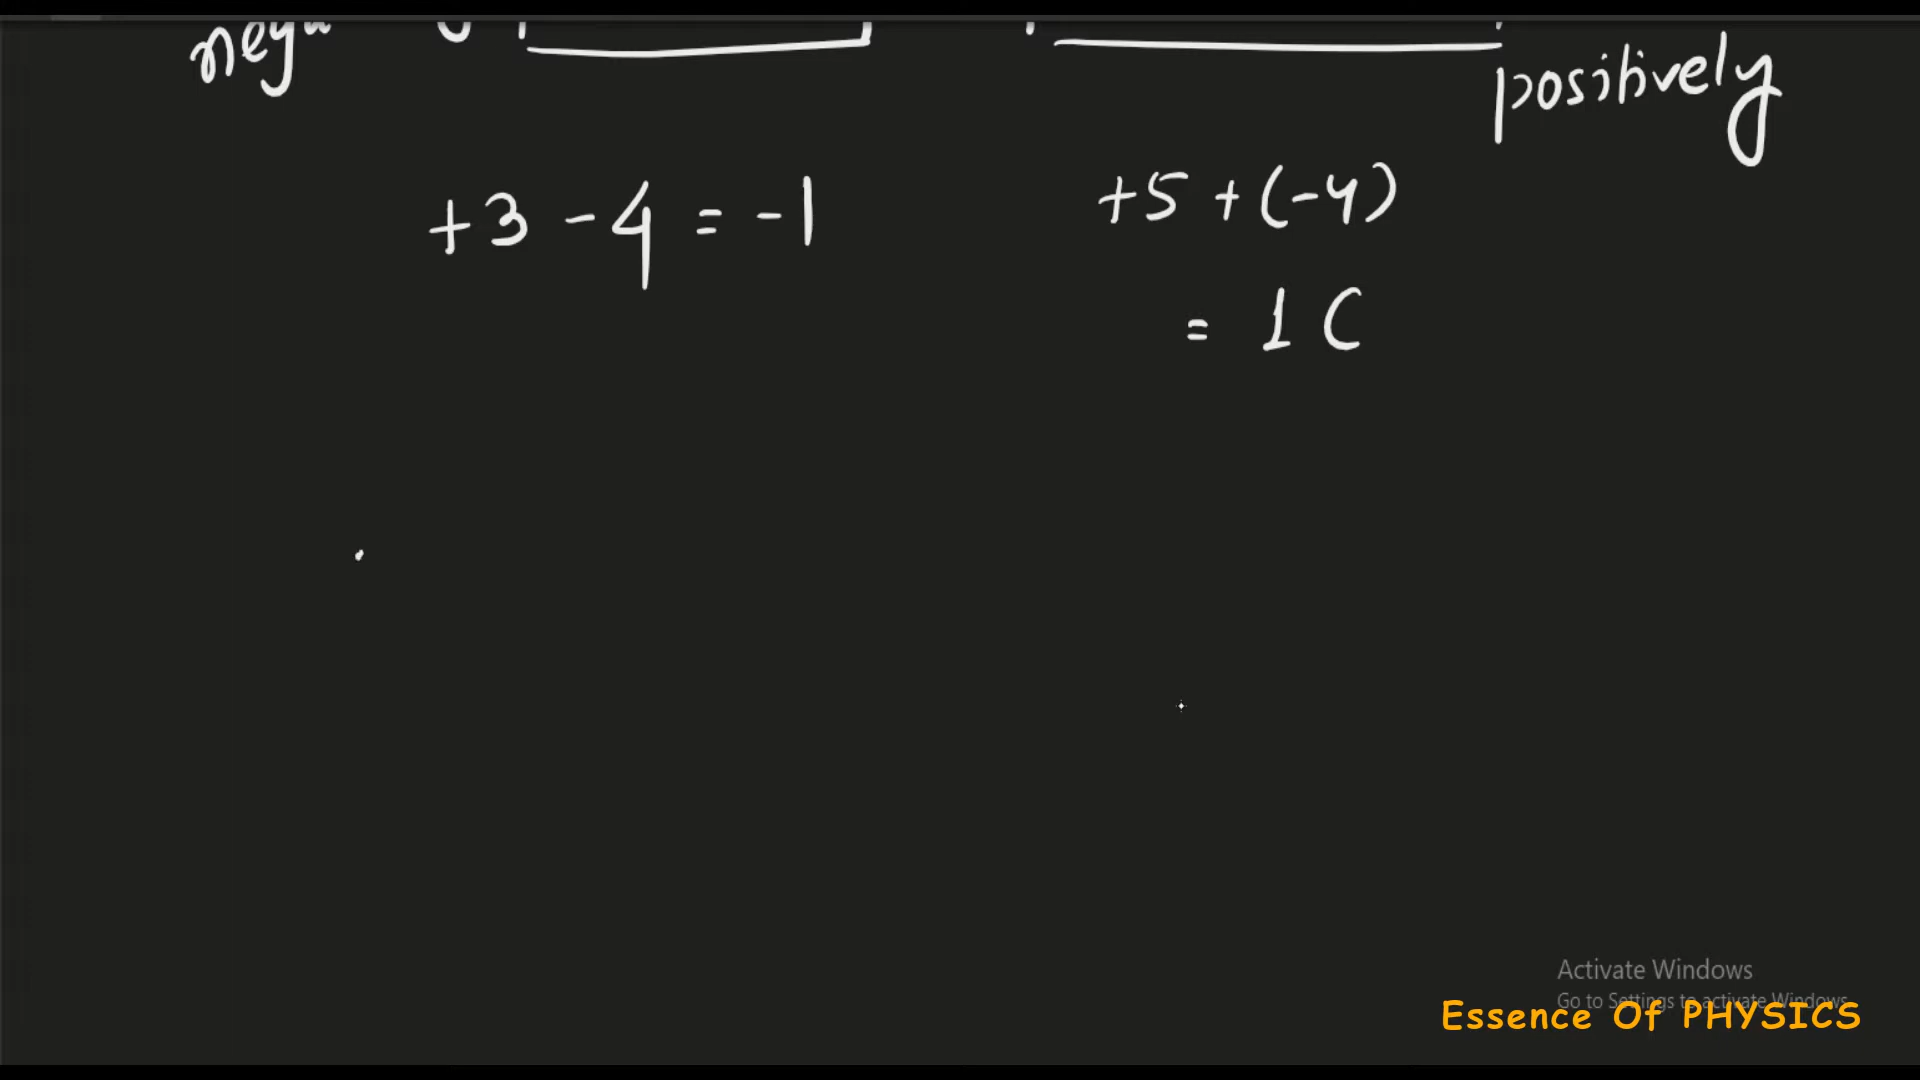 positively
+3 - 4 = -1
+5 + (-4)
= 1 C
Activate Windows
Go to Settings to activate Windows.
Essence Of PHYSICS